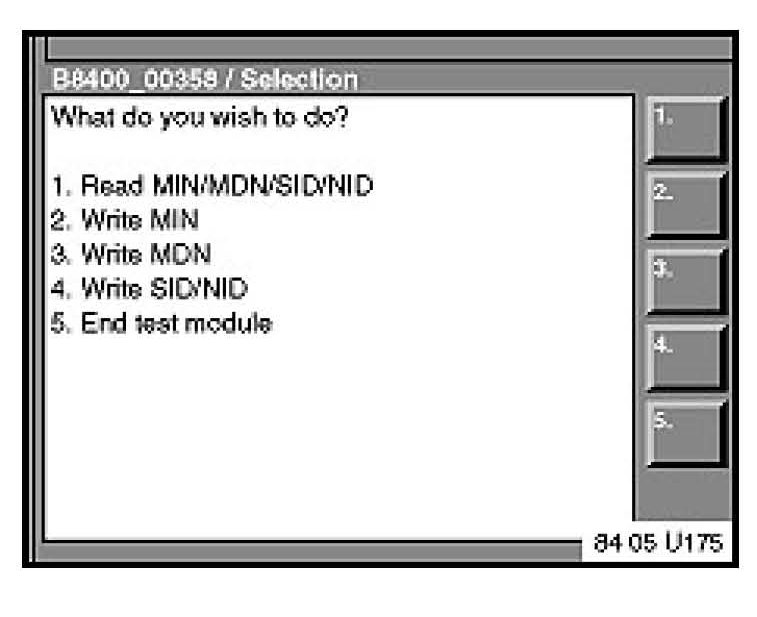 B8400_00358 / Selection
What do you wish to do?
1. Read MIN/MDN/SID/NID
2. Write MIN
3. Write MDN
4. Write SID/NID
5. End test module
1.
2.
3.
4.
5.
84 05 U175